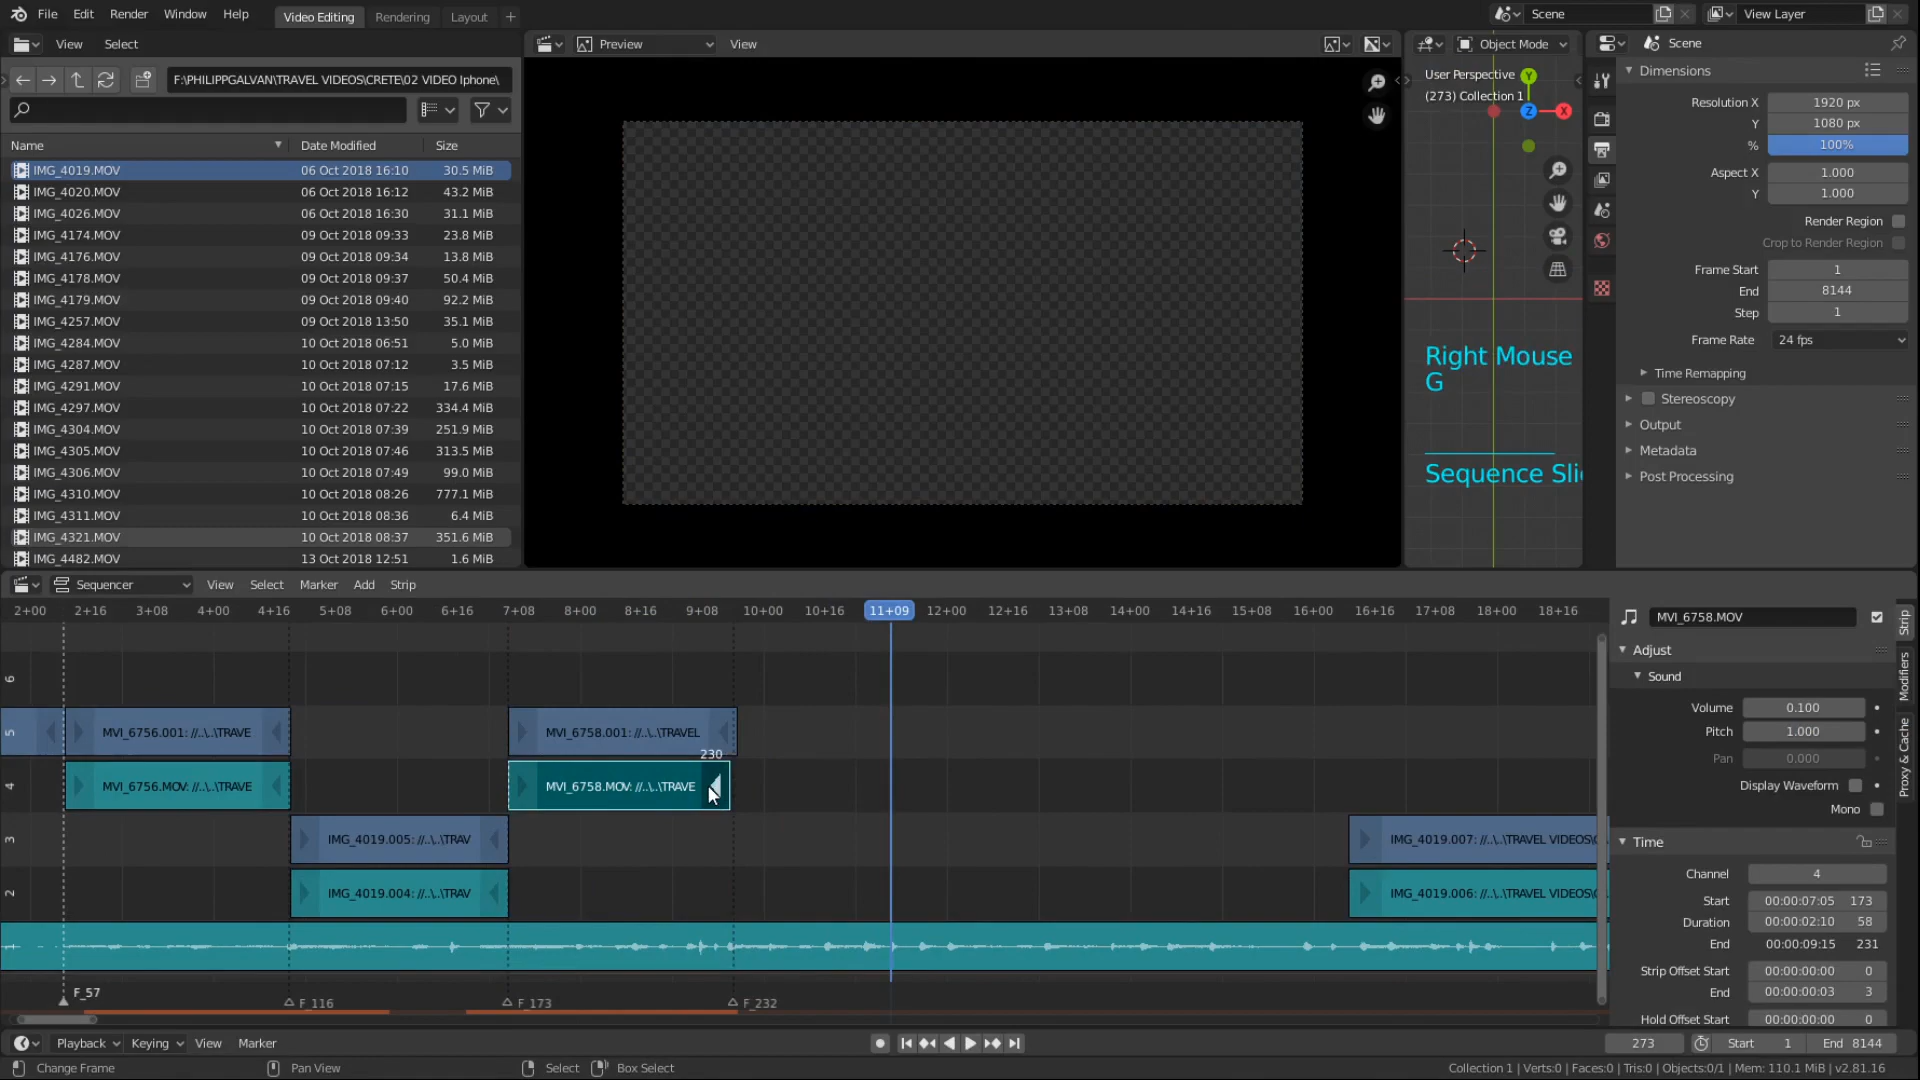 File Edit Render Window Help Video Editing Rendering Layout + Scene View Layer
View Select Preview View Object Mode Scene
F:\PHILIPPGALVAN\TRAVEL VIDEOS\CRETE\02 VIDEO Iphone\
Name Date Modified Size
IMG_4019.MOV 06 Oct 2018 16:10 30.5 MiB
IMG_4020.MOV 06 Oct 2018 16:12 43.2 MiB
IMG_4026.MOV 06 Oct 2018 16:30 31.1 MiB
IMG_4174.MOV 09 Oct 2018 09:33 23.8 MiB
IMG_4176.MOV 09 Oct 2018 09:34 13.8 MiB
IMG_4178.MOV 09 Oct 2018 09:37 50.4 MiB
IMG_4179.MOV 09 Oct 2018 09:40 92.2 MiB
IMG_4257.MOV 09 Oct 2018 13:50 35.1 MiB
IMG_4284.MOV 10 Oct 2018 06:51 5.0 MiB
IMG_4287.MOV 10 Oct 2018 07:12 3.5 MiB
IMG_4291.MOV 10 Oct 2018 07:15 17.6 MiB
IMG_4297.MOV 10 Oct 2018 07:22 334.4 MiB
IMG_4304.MOV 10 Oct 2018 07:39 251.9 MiB
IMG_4305.MOV 10 Oct 2018 07:46 313.5 MiB
IMG_4306.MOV 10 Oct 2018 07:49 99.0 MiB
IMG_4310.MOV 10 Oct 2018 08:26 777.1 MiB
IMG_4311.MOV 10 Oct 2018 08:36 6.4 MiB
IMG_4321.MOV 10 Oct 2018 08:37 351.6 MiB
IMG_4482.MOV 13 Oct 2018 12:51 1.6 MiB
User Perspective
(273) Collection 1
Y
Z X
Right Mouse
G
Sequence Sli
Dimensions
Resolution X 1920 px
Y 1080 px
% 100%
Aspect X 1.000
Y 1.000
Render Region
Crop to Render Region
Frame Start 1
End 8144
Step 1
Frame Rate 24 fps
Time Remapping
Stereoscopy
Output
Metadata
Post Processing
Sequencer View Select Marker Add Strip
2+00 2+16 3+08 4+00 4+16 5+08 6+00 6+16 7+08 8+00 8+16 9+08 10+00 10+16 11+09 12+00 12+16 13+08 14+00 14+16 15+08 16+00 16+16 17+08 18+00 18+16
6
5 MVI_6756.001: //..\..\TRAVE MVI_6758.001: //..\..\TRAVEL
230
4 MVI_6756.MOV: //..\..\TRAVE MVI_6758.MOV: //..\..\TRAVE
3 IMG_4019.005: //..\..\TRAV IMG_4019.007: //..\..\TRAVEL VIDEOS\
2 IMG_4019.004: //..\..\TRAV IMG_4019.006: //..\..\TRAVEL VIDEOS\
1
F_57 F_116 F_173 F_232
MVI_6758.MOV
Adjust
Sound
Volume 0.100
Pitch 1.000
Pan 0.000
Display Waveform
Mono
Time
Channel 4
Start 00:00:07:05 173
Duration 00:00:02:10 58
End 00:00:09:15 231
Strip Offset Start 00:00:00:00 0
End 00:00:00:03 3
Hold Offset Start 00:00:00:00 0
Strip
Modifiers
Proxy & Cache
Playback Keying View Marker 273 Start 1 End 8144
Change Frame Pan View Select Box Select Collection 1 | Verts:0 | Faces:0 | Tris:0 | Objects:0/1 | Mem: 110.1 MiB | v2.81.16